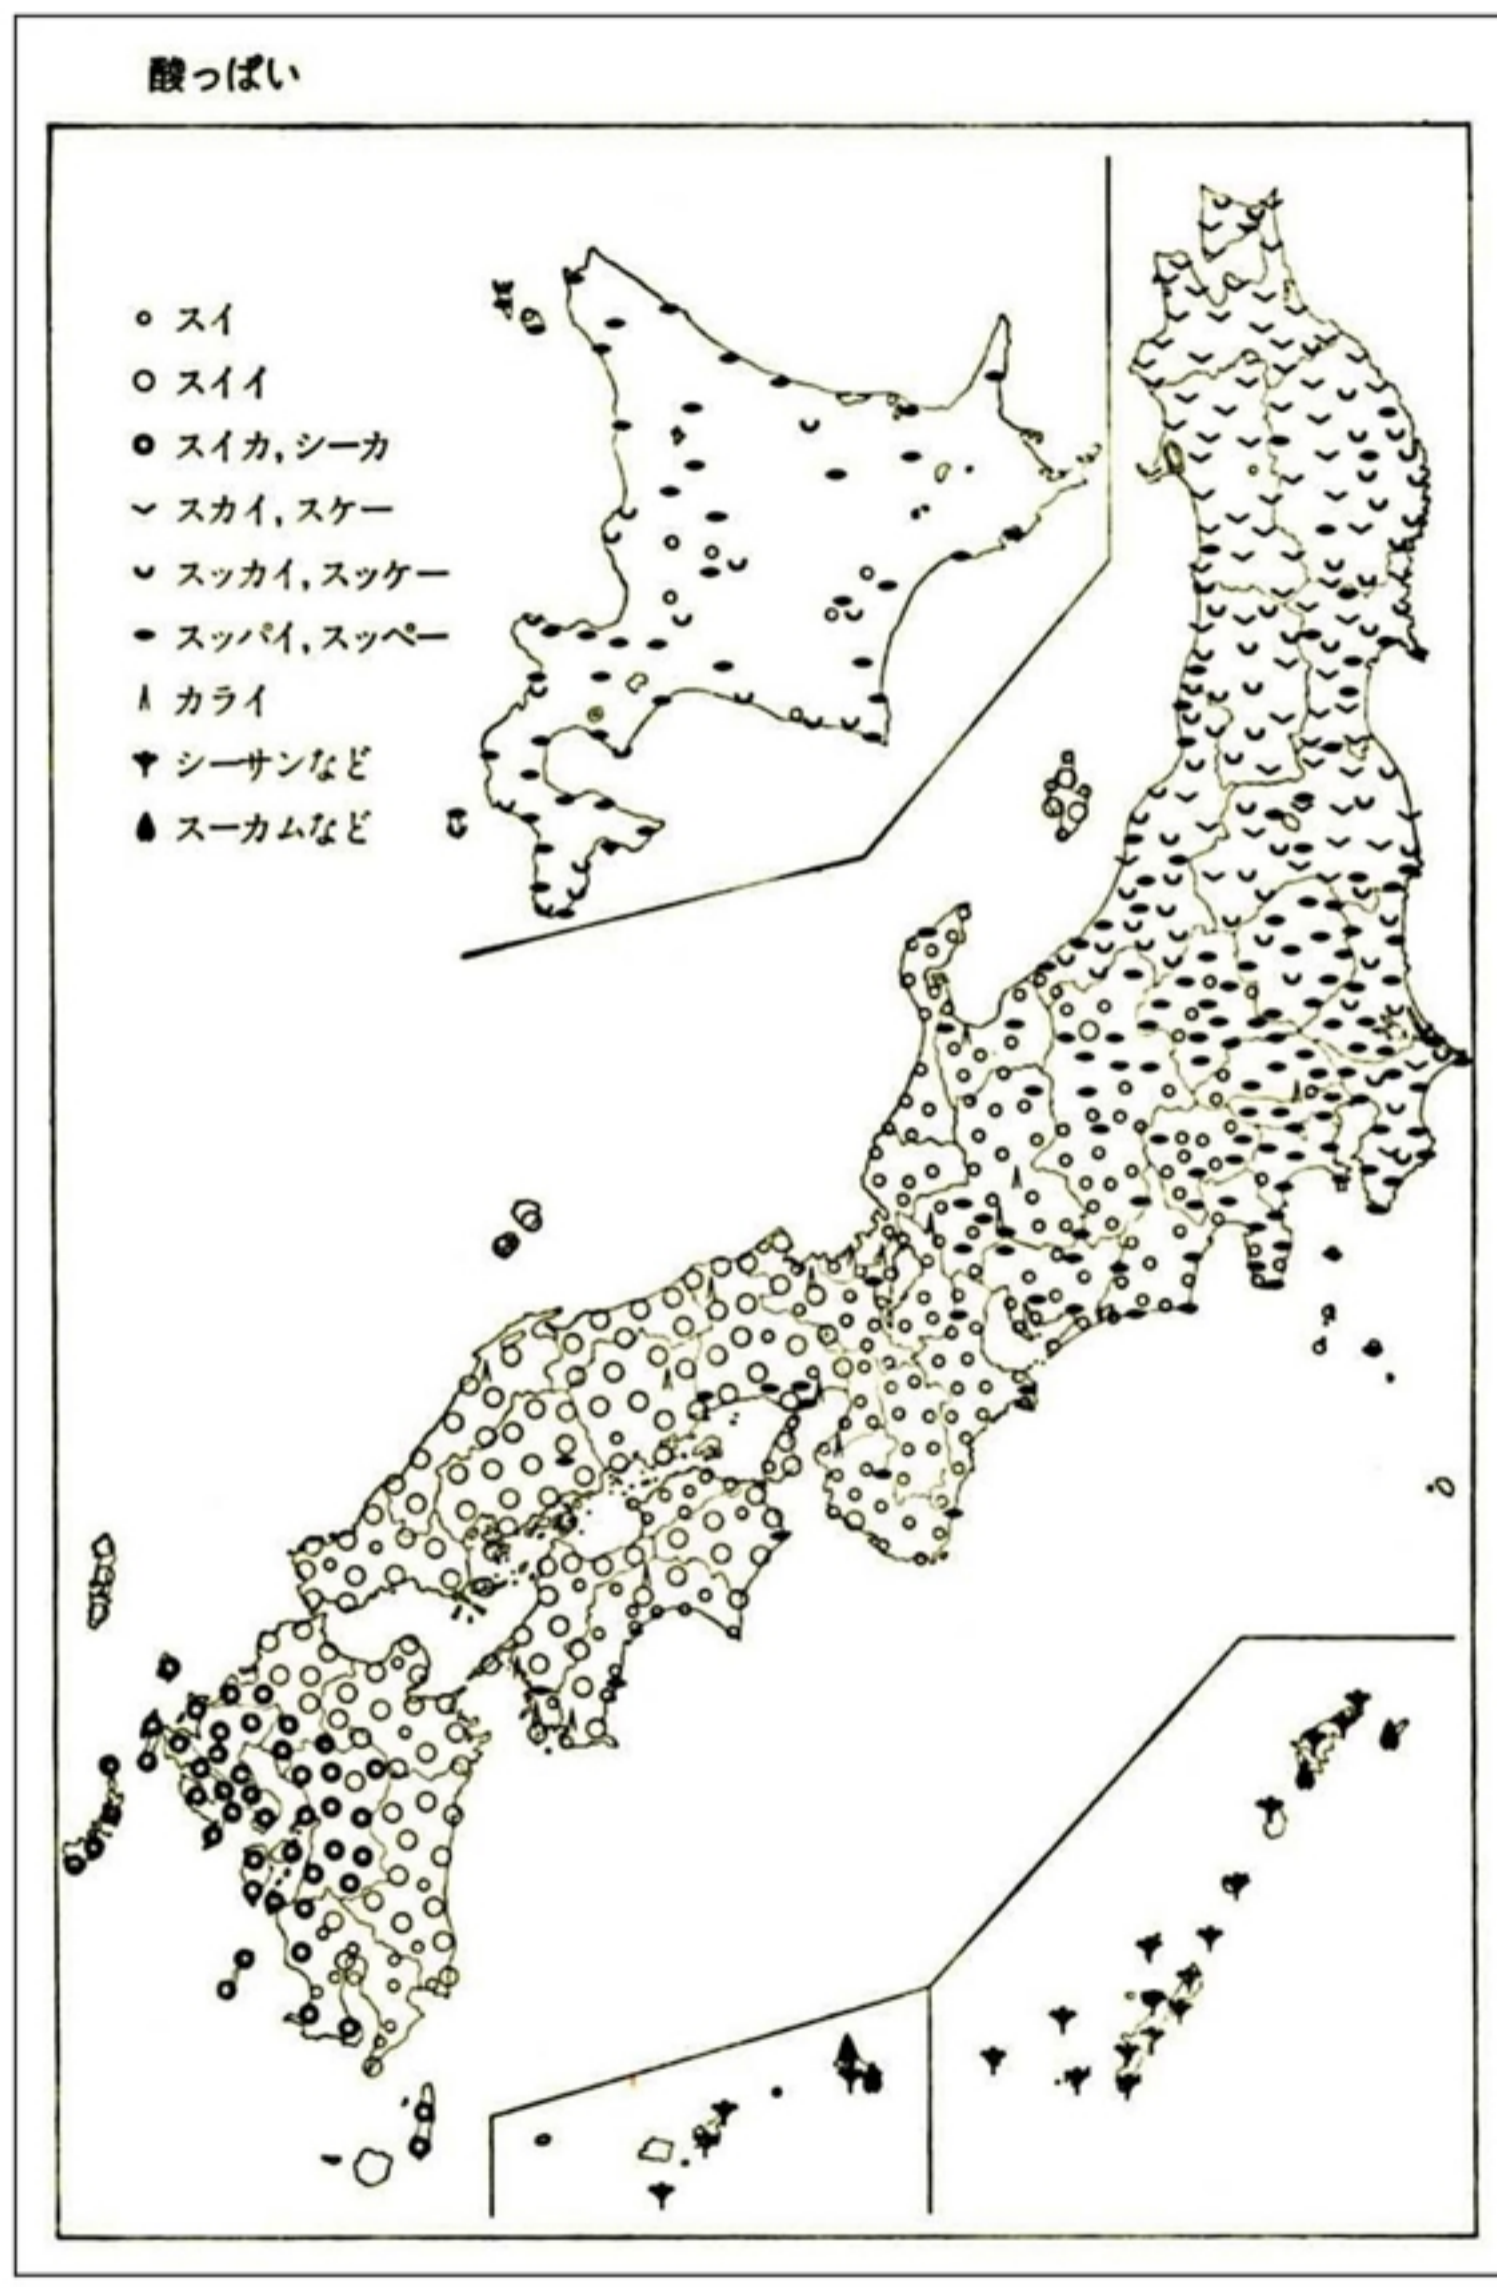 酸っぱい
スイ
スイイ
スイカ,シーカ
スカイ,スケー
スッカイ,スッケー
スッパイ,スッペー
カライ
シーサンなど
スーカムなど